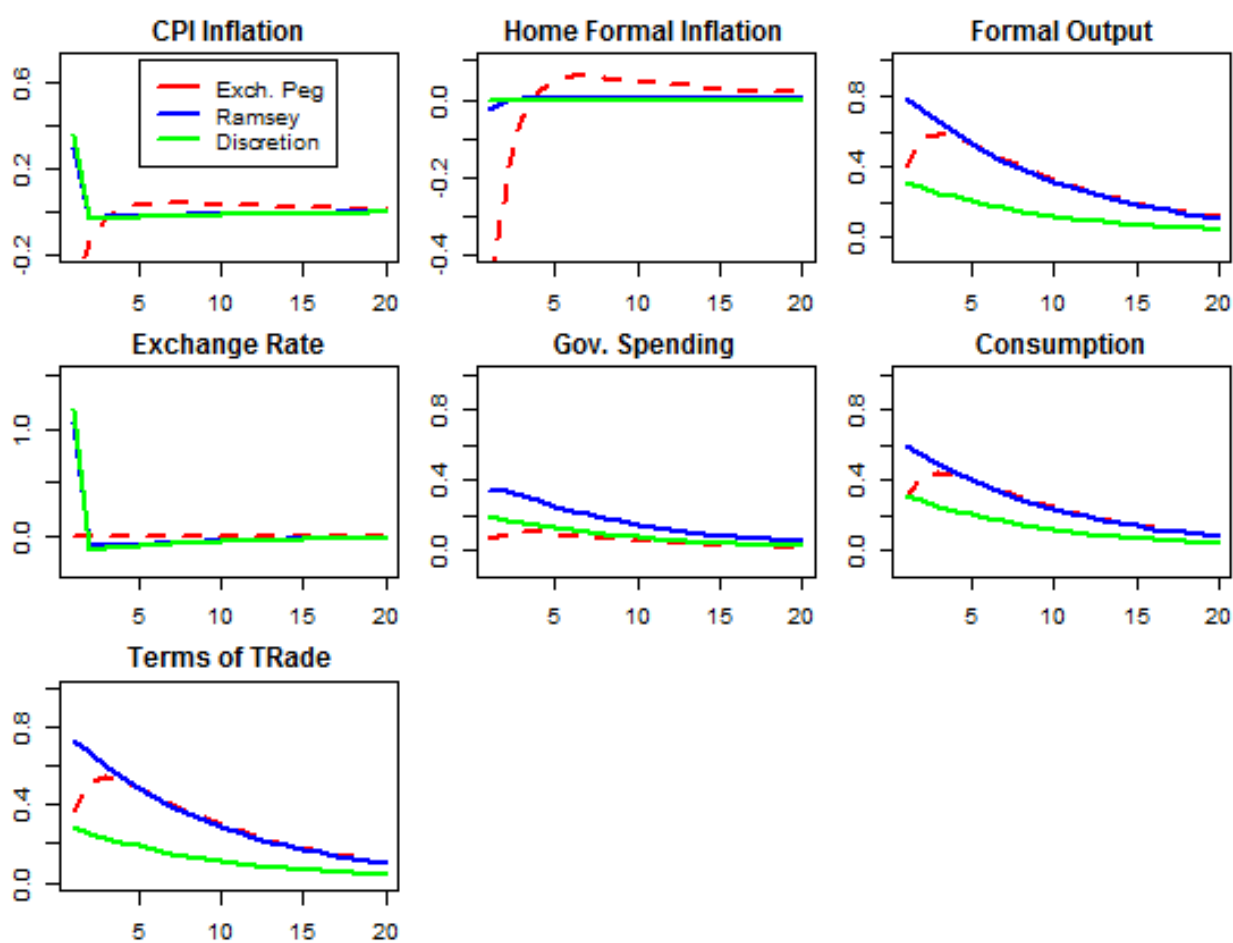 CPI Inflation
Home Formal Inflation
Formal Output
0.6
0.2
-0.2
Exch. Peg
Ramsey
Discretion
5 10 15 20
0.0
-0.2
-0.4
5 10 15 20
0.8
0.4
0.0
5 10 15 20
Exchange Rate
Gov. Spending
Consumption
1.0
0.0
5 10 15 20
0.8
0.4
0.0
5 10 15 20
0.8
0.4
0.0
5 10 15 20
Terms of TRade
0.8
0.4
0.0
5 10 15 20